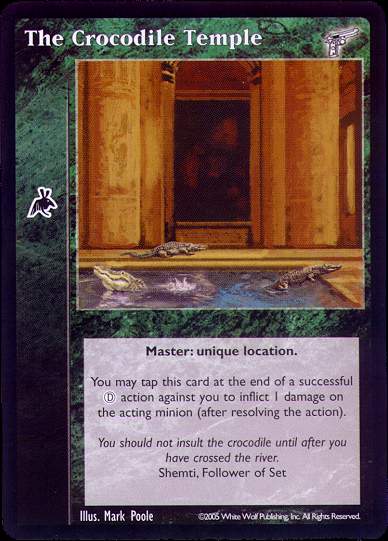 The Crocodile Temple
Master: unique location.
You may tap this card at the end of a successful
Ⓓ action against you to inflict 1 damage on
the acting minion (after resolving the action).
You should not insult the crocodile until after you
have crossed the river.
Shemti, Follower of Set
Illus. Mark Poole
©2005 White Wolf Publishing, Inc. All Rights Reserved.